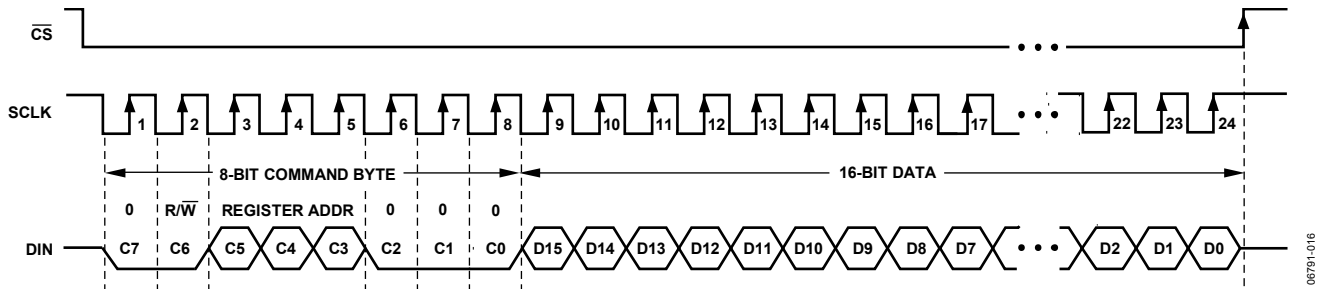 CS
SCLK
1 2 3 4 5 6 7 8 9 10 11 12 13 14 15 16 17 22 23 24
8-BIT COMMAND BYTE 16-BIT DATA
0 R/W REGISTER ADDR 0 0 0
DIN C7 C6 C5 C4 C3 C2 C1 C0 D15 D14 D13 D12 D11 D10 D9 D8 D7 D2 D1 D0
06791-016